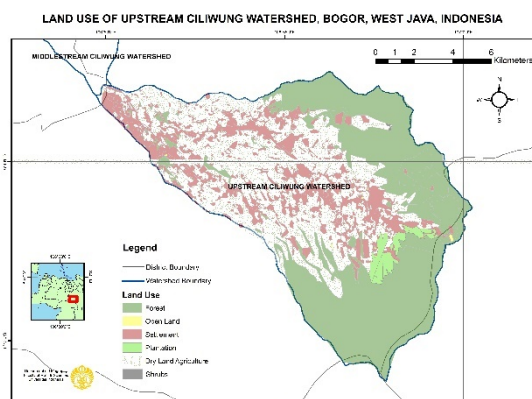 LAND USE OF UPSTREAM CILIWUNG WATERSHED, BOGOR, WEST JAVA, INDONESIA
MIDDLESTREAM CILIWUNG WATERSHED
0 1 2 4 6
Kilometers
N
S
UPSTREAM CILIWUNG WATERSHED
Legend
District Boundary
Watershed Boundary
Land Use
Forest
Open Land
Settlement
Plantation
Dry Land Agriculture
Shrubs